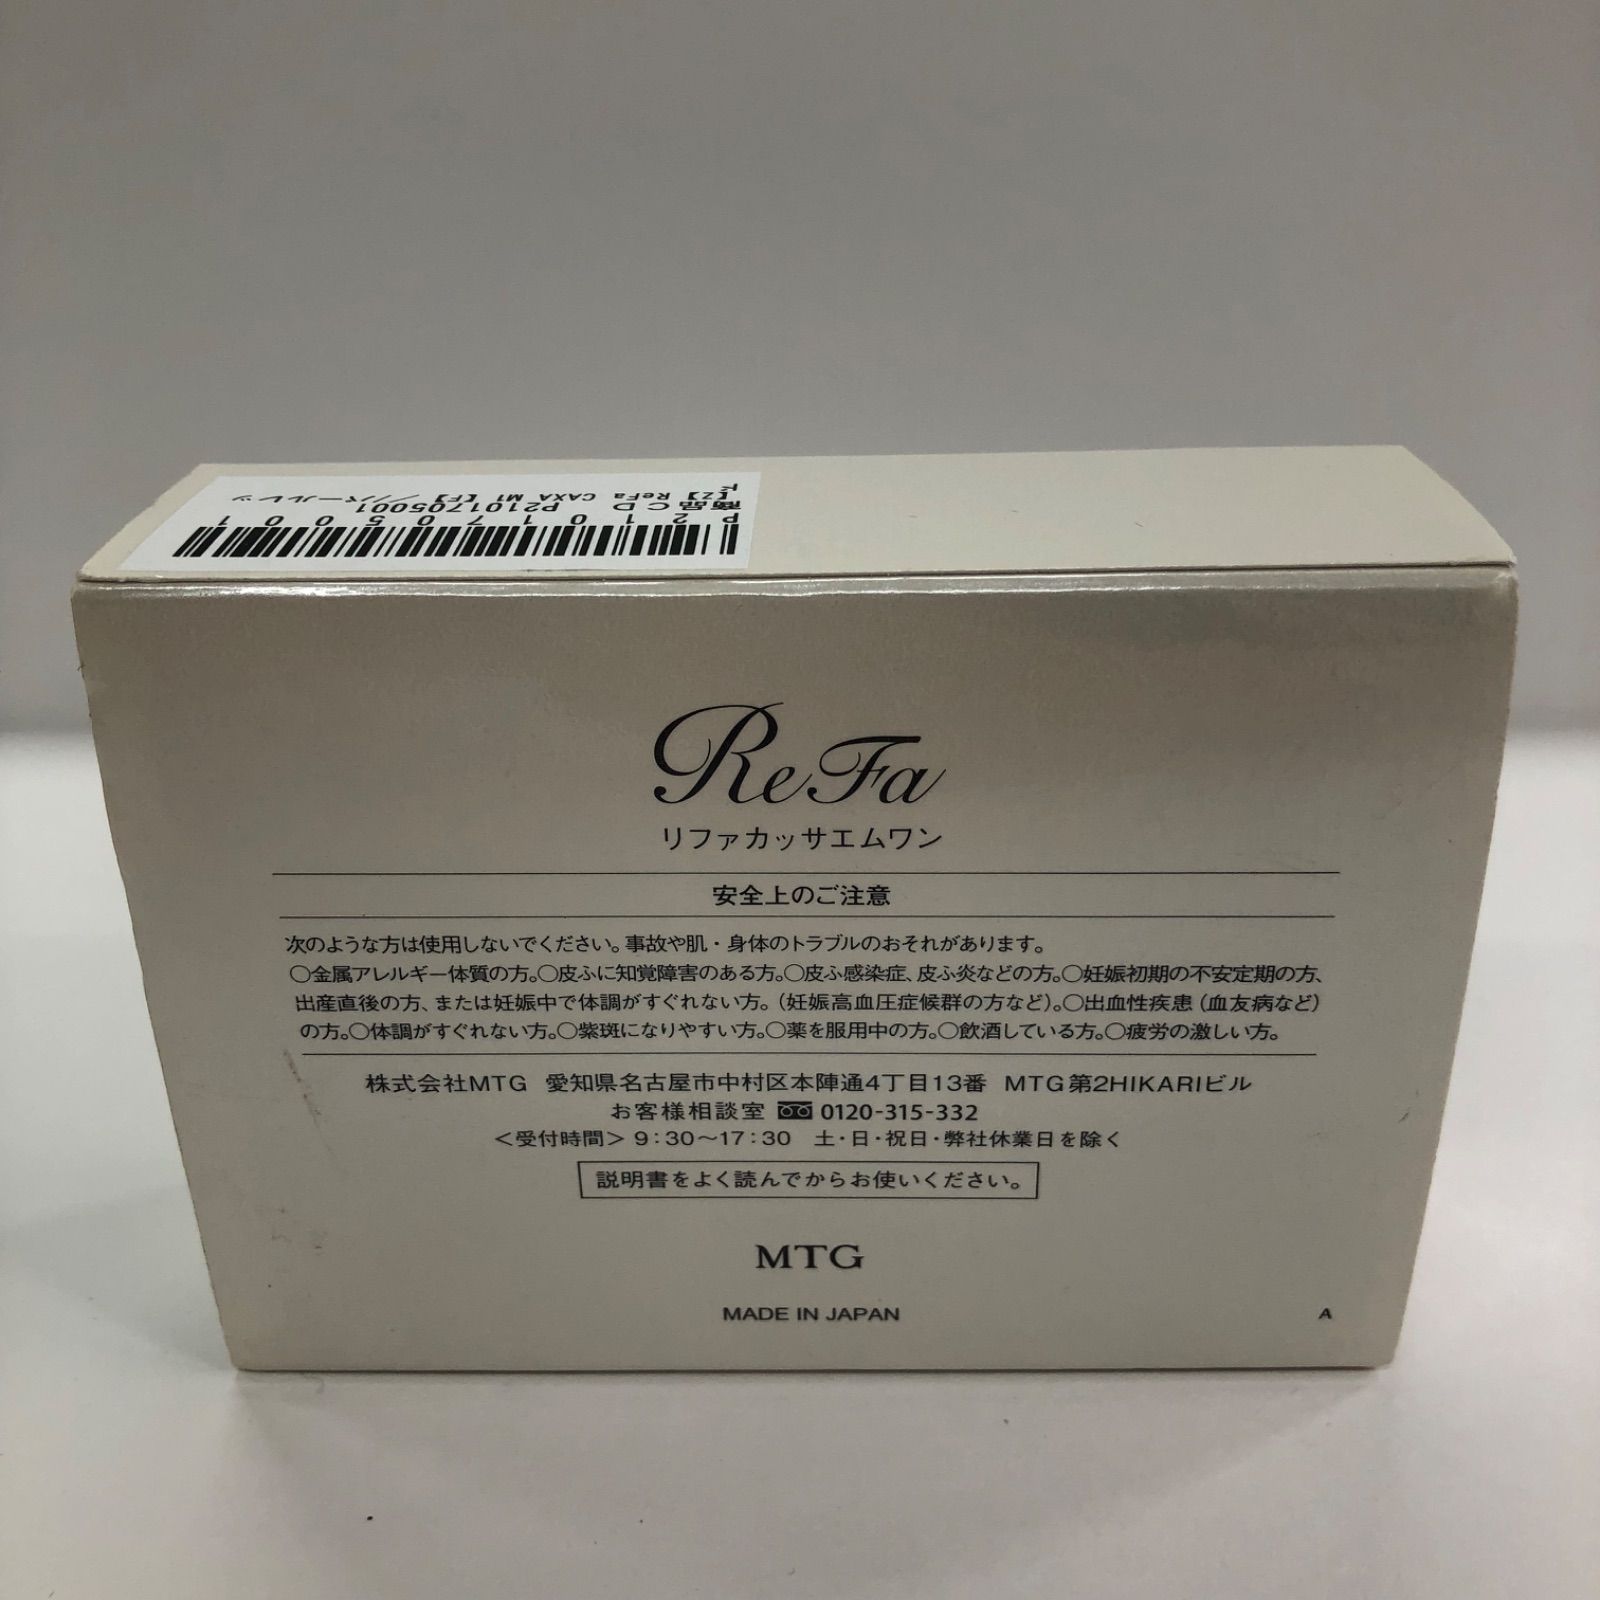 P2101705001
商品CD P2101705001
【Z】ReFa CAXA M1【F】／／パールレッ
ド
ReFa
リファカッサエムワン
安全上のご注意
次のような方は使用しないでください。事故や肌・身体のトラブルのおそれがあります。
○金属アレルギー体質の方。○皮ふに知覚障害のある方。○皮ふ感染症、皮ふ炎などの方。○妊娠初期の不安定期の方、
出産直後の方、または妊娠中で体調がすぐれない方。（妊娠高血圧症候群の方など）。○出血性疾患（血友病など）
の方。○体調がすぐれない方。○紫斑になりやすい方。○薬を服用中の方。○飲酒している方。○疲労の激しい方。
株式会社MTG 愛知県名古屋市中村区本陣通4丁目13番 MTG第2HIKARIビル
お客様相談室 0120-315-332
＜受付時間＞9：30～17：30 土・日・祝日・弊社休業日を除く
説明書をよく読んでからお使いください。
MTG
MADE IN JAPAN
A